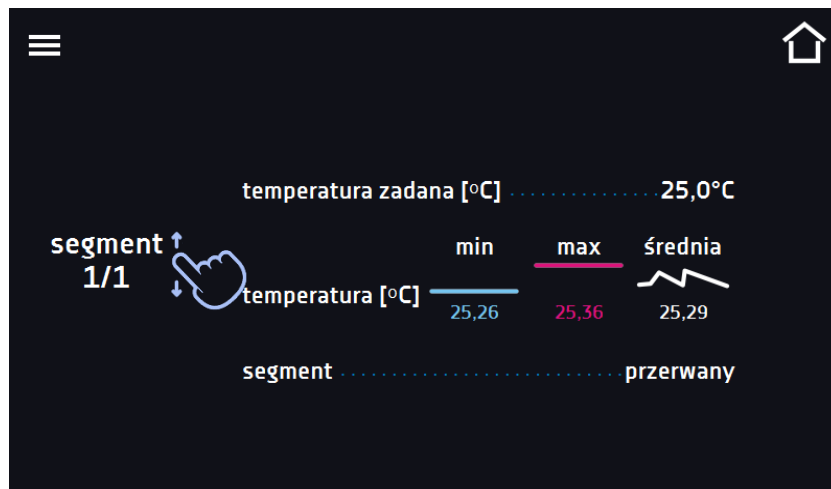 temperatura zadana [°C] ............... 25,0°C
segment
1/1
min max średnia
temperatura [°C]
25,26 25,36 25,29
segment ................................. przerwany